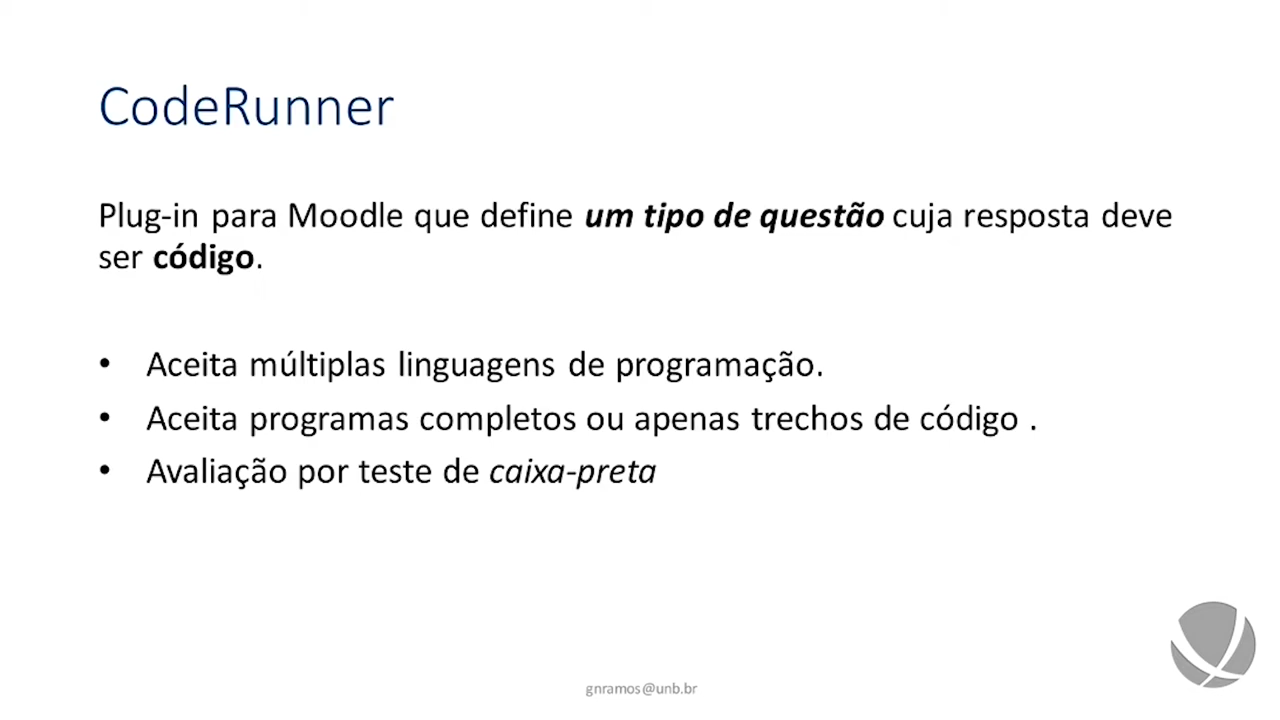 CodeRunner
Plug-in para Moodle que define um tipo de questão cuja resposta deve
ser código.
• Aceita múltiplas linguagens de programação.
• Aceita programas completos ou apenas trechos de código .
• Avaliação por teste de caixa-preta
gnramos@unb.br